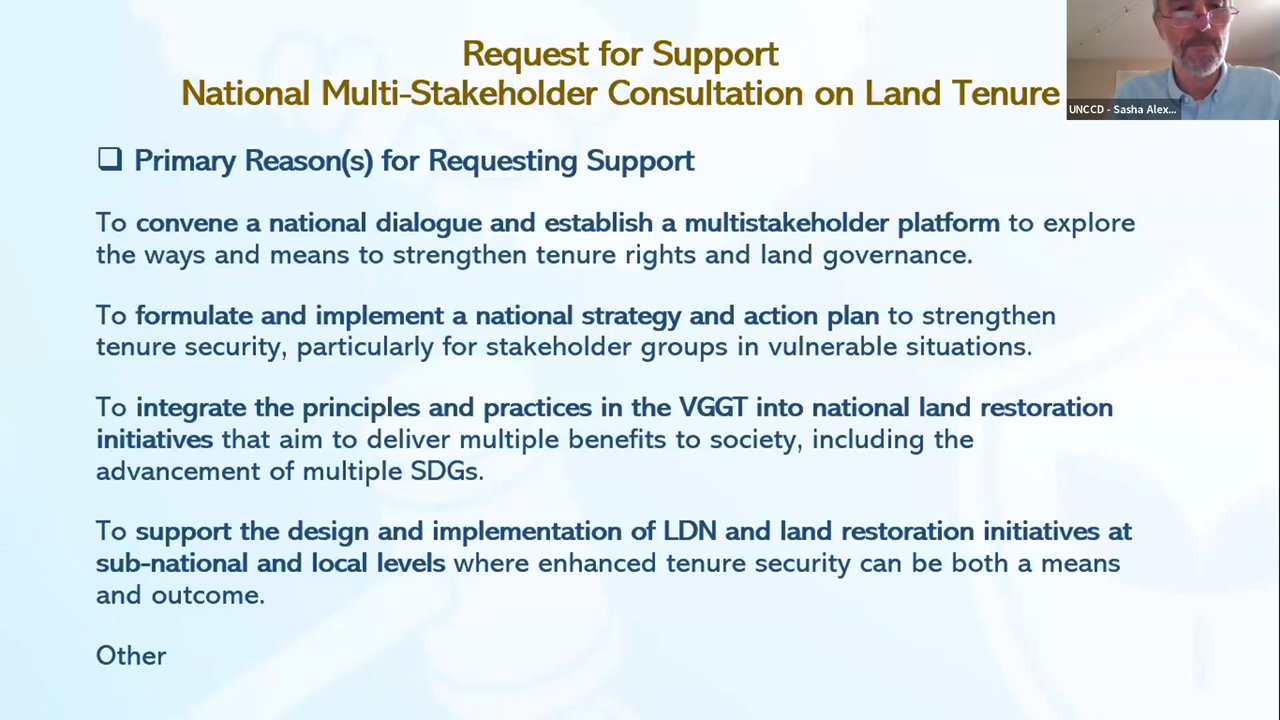 Request for Support
National Multi-Stakeholder Consultation on Land Tenure
UNCCD - Sasha Alex...
❑ Primary Reason(s) for Requesting Support
To convene a national dialogue and establish a multistakeholder platform to explore
the ways and means to strengthen tenure rights and land governance.
To formulate and implement a national strategy and action plan to strengthen
tenure security, particularly for stakeholder groups in vulnerable situations.
To integrate the principles and practices in the VGGT into national land restoration
initiatives that aim to deliver multiple benefits to society, including the
advancement of multiple SDGs.
To support the design and implementation of LDN and land restoration initiatives at
sub-national and local levels where enhanced tenure security can be both a means
and outcome.
Other